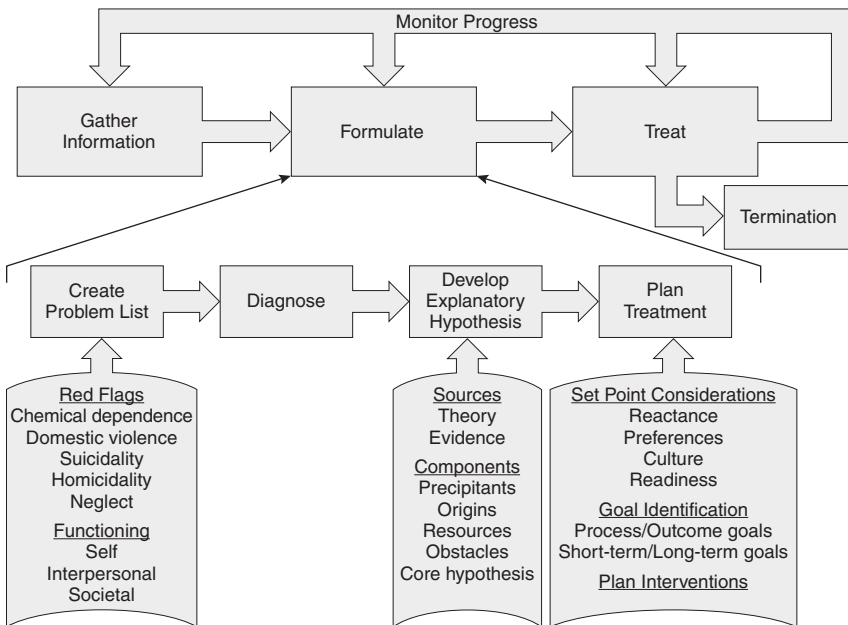 Monitor Progress
Gather
Information
Formulate
Treat
Termination
Create
Problem List
Diagnose
Develop
Explanatory
Hypothesis
Plan
Treatment
Red Flags
Chemical dependence
Domestic violence
Suicidality
Homicidality
Neglect
Functioning
Self
Interpersonal
Societal
Sources
Theory
Evidence
Components
Precipitants
Origins
Resources
Obstacles
Core hypothesis
Set Point Considerations
Reactance
Preferences
Culture
Readiness
Goal Identification
Process/Outcome goals
Short-term/Long-term goals
Plan Interventions